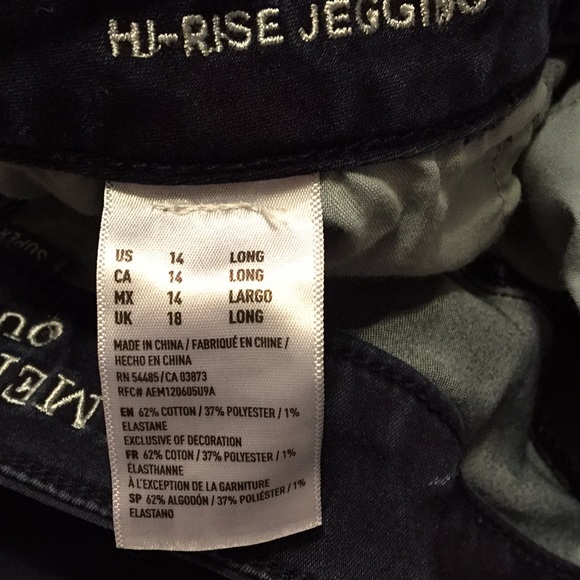 HI-RISE JEGGING
US 14 LONG
CA 14 LONG
MX 14 LARGO
UK 18 LONG
MADE IN CHINA / FABRIQUÉ EN CHINE /
HECHO EN CHINA
RN 54485 / CA 03873
RFC# AEM120605U9A
EN 62% COTTON / 37% POLYESTER / 1%
ELASTANE
EXCLUSIVE OF DECORATION
FR 62% COTON / 37% POLYESTER / 1%
ÉLASTHANNE
À L'EXCEPTION DE LA GARNITURE
SP 62% ALGODÓN / 37% POLIÉSTER / 1%
ELASTANO
SUPER
MEI
OU